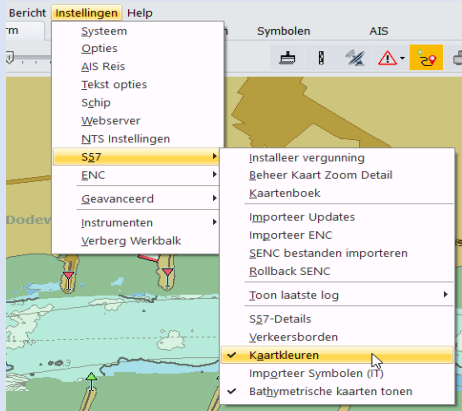 Bericht Instellingen Help
rm
Symbolen
AIS
Systeem
Opties
AIS Reis
Tekst opties
Schip
Webserver
NTS Instellingen
S57
ENC
Geavanceerd
Instrumenten
Verberg Werkbalk
Installeer vergunning
Beheer Kaart Zoom Detail
Kaartenboek
Importeer Updates
Importeer ENC
SENC bestanden importeren
Rollback SENC
Toon laatste log
S57-Details
Verkeersborden
Kaartkleuren
Importeer Symbolen (IT)
Bathymetrische kaarten tonen
Dodew